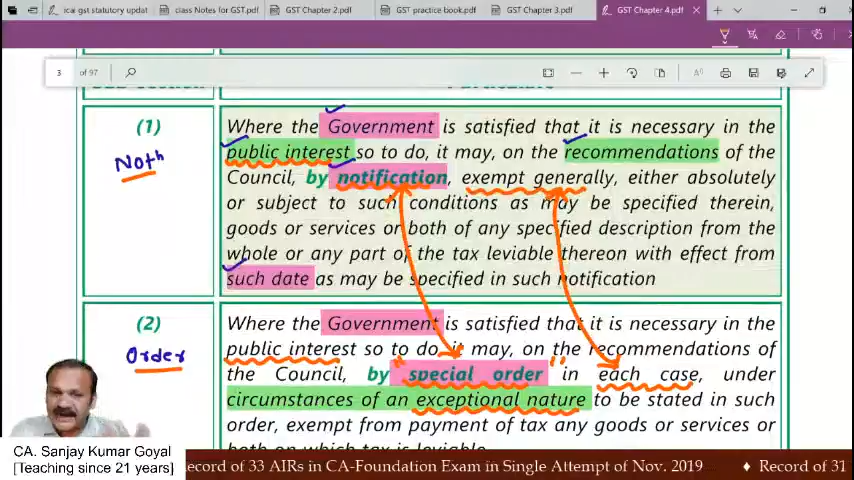 icai gst statutory updat
class Notes for GST.pdf
GST Chapter 2.pdf
GST practice book.pdf
GST Chapter 3.pdf
GST Chapter 4.pdf
3 of 97
(1)
Notn
Where the Government is satisfied that it is necessary in the
public interest so to do, it may, on the recommendations of the
Council, by notification, exempt generally, either absolutely
or subject to such conditions as may be specified therein,
goods or services or both of any specified description from the
whole or any part of the tax leviable thereon with effect from
such date as may be specified in such notification
(2)
Order
Where the Government is satisfied that it is necessary in the
public interest so to do, it may, on the recommendations of
the Council, by "special order" in each case, under
circumstances of an exceptional nature to be stated in such
order, exempt from payment of tax any goods or services or
both on which tax is leviable
CA. Sanjay Kumar Goyal
[Teaching since 21 years]
Record of 33 AIRs in CA-Foundation Exam in Single Attempt of Nov. 2019 ♦ Record of 31